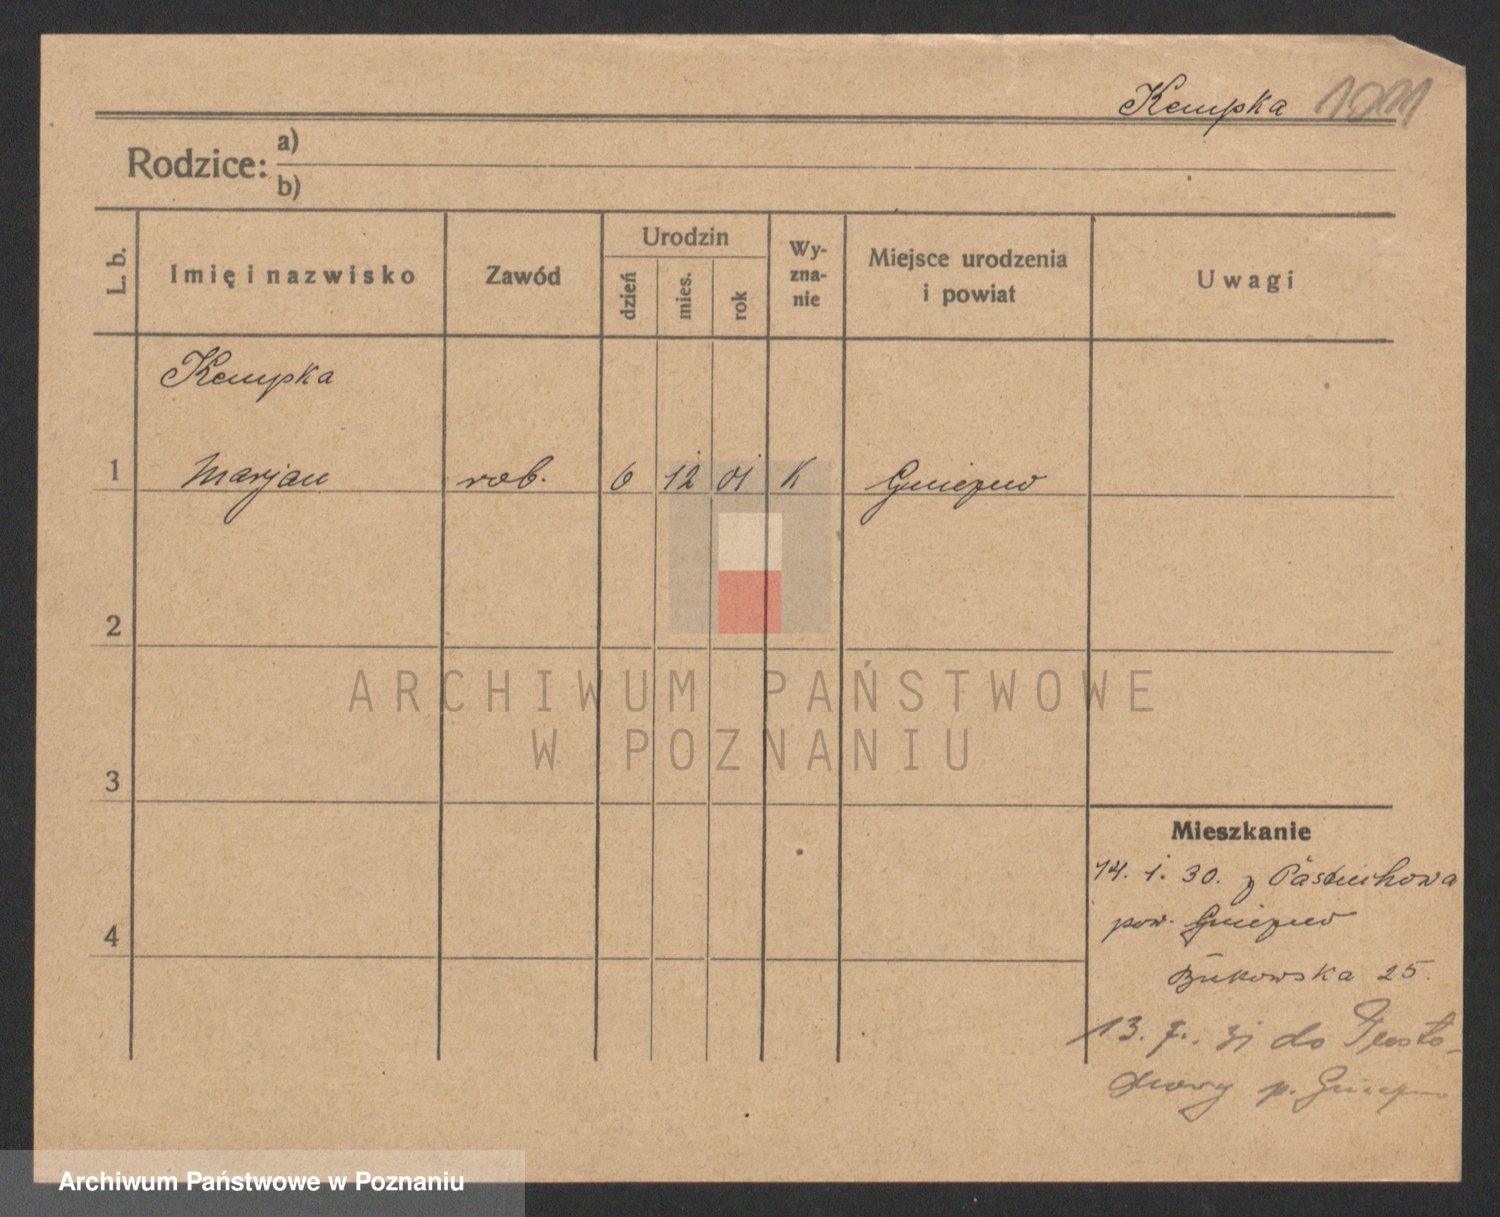 Kempka 1901
Rodzice: a)
b)
L. b.
Imię i nazwisko
Zawód
Urodzin
dzień
mies.
rok
Wy-
zna-
nie
Miejsce urodzenia
i powiat
Uwagi
Kempka
1 Marjan rob. 6 12 01 K Gniezno
2
3
4
ARCHIWUM PAŃSTWOWE
W POZNANIU
Mieszkanie
14. 1. 30. z
pow. Gniezno
Bukowska 25.
13. 7. 31 do
p. Gniezno
Archiwum Państwowe w Poznaniu